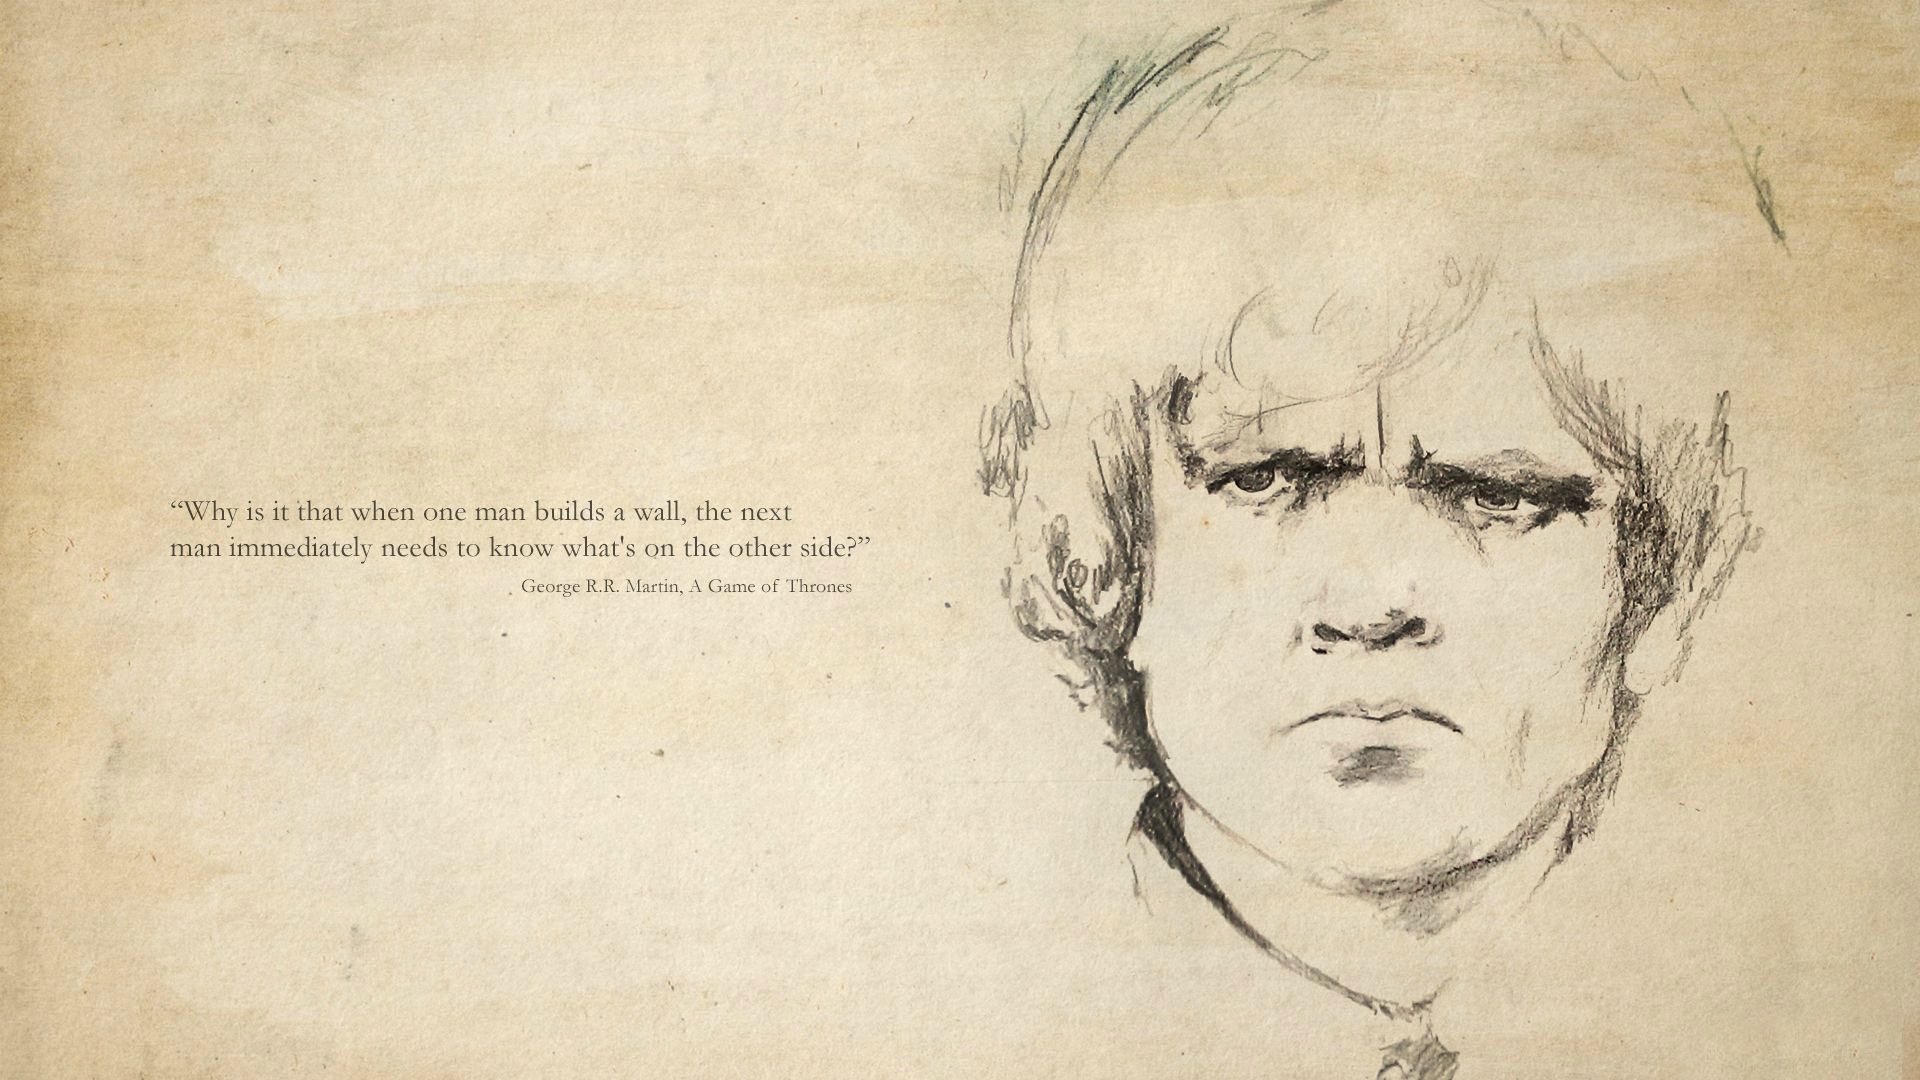 “Why is it that when one man builds a wall, the next
man immediately needs to know what's on the other side?”
George R.R. Martin, A Game of Thrones